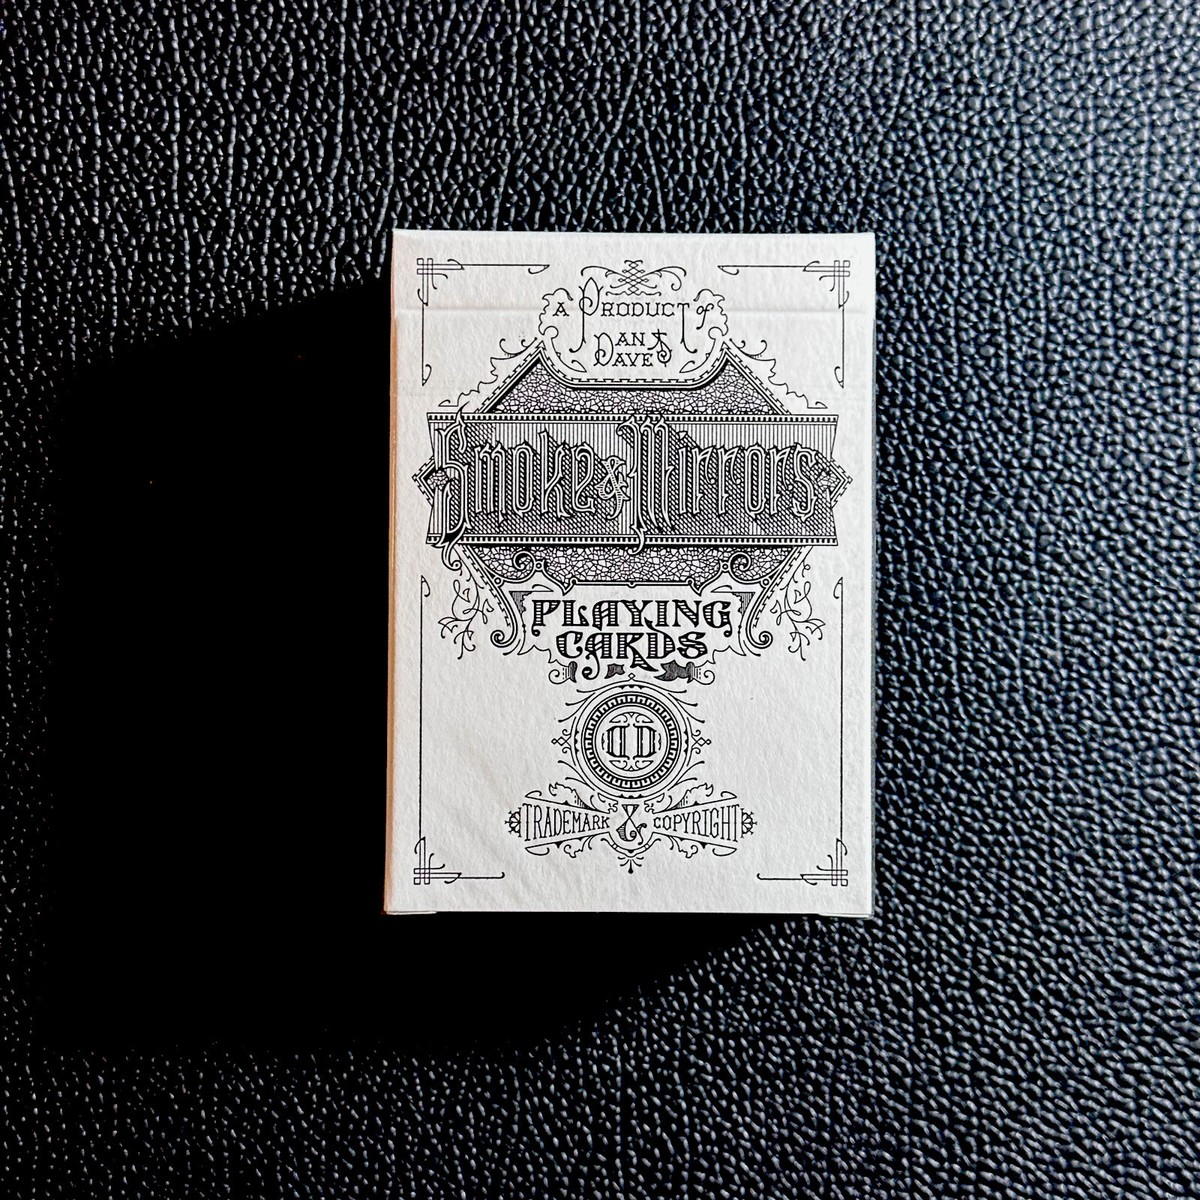 A PRODUCT of
DAN &
DAVE
Smoke & Mirrors
PLAYING
CARDS
DD
TRADEMARK & COPYRIGHT